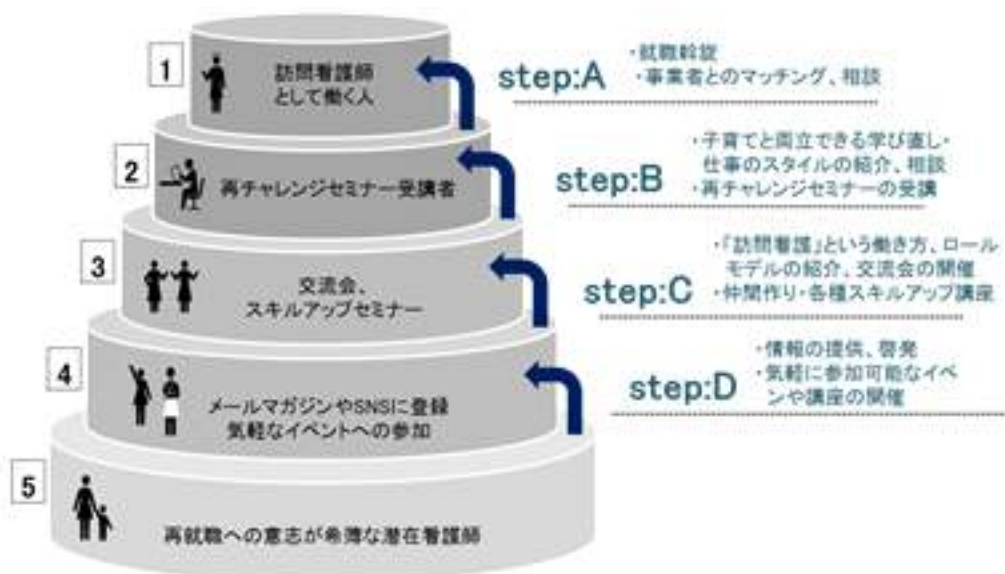 1
訪問看護師
として働く人
step:A
・就職斡旋
・事業者とのマッチング、相談
2
再チャレンジセミナー受講者
step:B
・子育てと両立できる学び直し・
仕事のスタイルの紹介、相談
・再チャレンジセミナーの受講
3
交流会、
スキルアップセミナー
step:C
・「訪問看護」という働き方、ロール
モデルの紹介、交流会の開催
・仲間作り・各種スキルアップ講座
4
メールマガジンやSNSに登録
気軽なイベントへの参加
step:D
・情報の提供、啓発
・気軽に参加可能なイベ
ントや講座の開催
5
再就職への意志が希薄な潜在看護師